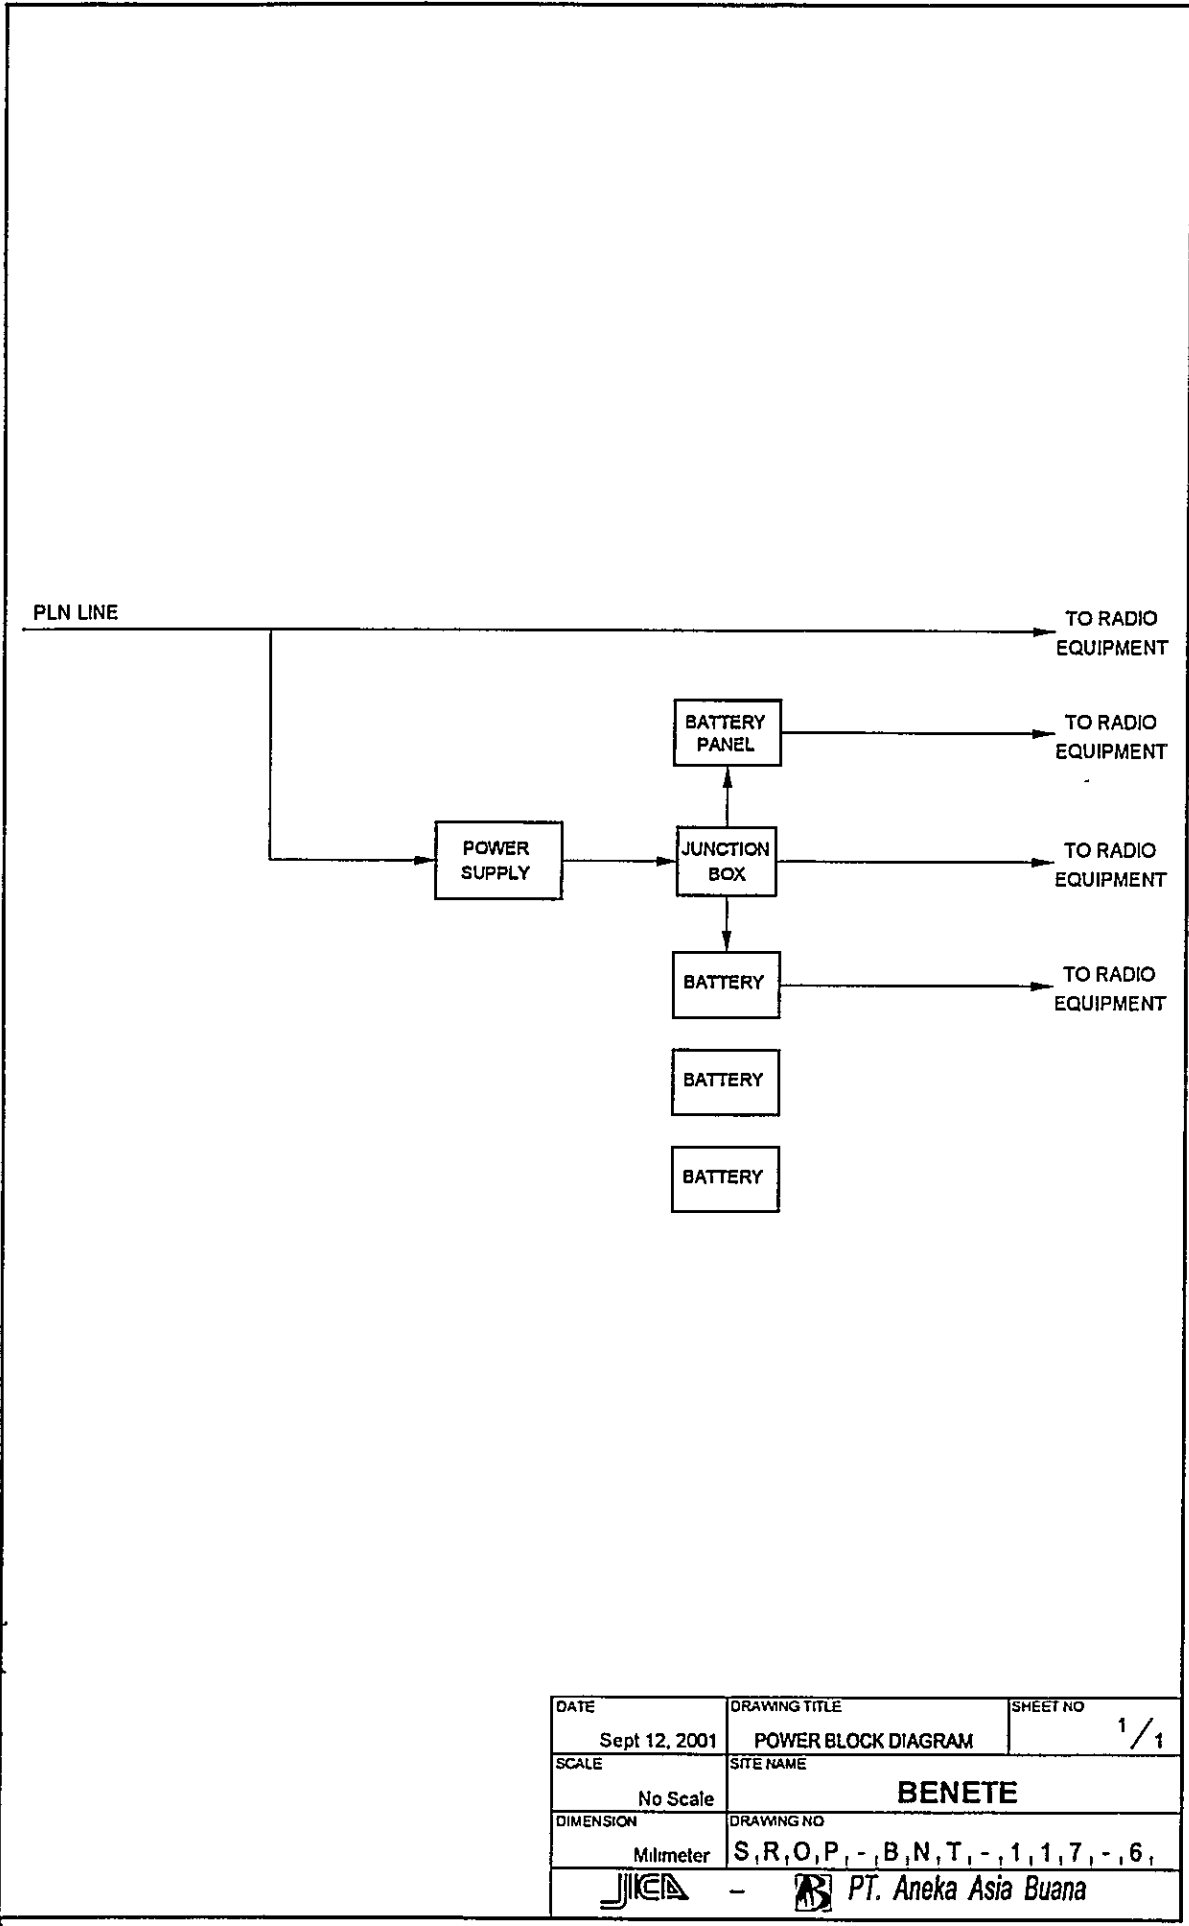 PLN LINE
TO RADIO
EQUIPMENT
BATTERY
PANEL
TO RADIO
EQUIPMENT
POWER
SUPPLY
JUNCTION
BOX
TO RADIO
EQUIPMENT
BATTERY
TO RADIO
EQUIPMENT
BATTERY
BATTERY
DATE
Sept 12, 2001
DRAWING TITLE
POWER BLOCK DIAGRAM
SHEET NO
1/1
SCALE
No Scale
SITE NAME
BENETE
DIMENSION
Milimeter
DRAWING NO
S,R,O,P,-,B,N,T,-,1,1,7,-,6,
JICA - AB PT. Aneka Asia Buana